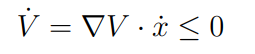 V̇ = ∇V · ẋ ≤ 0